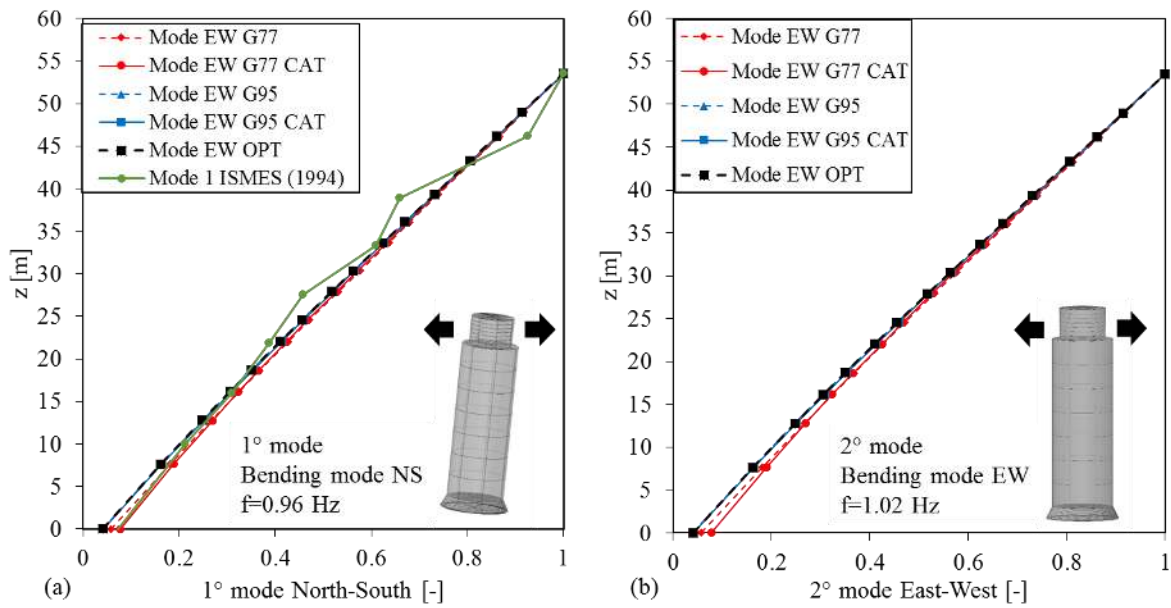 60
55
50
45
40
35
30
25
20
15
10
5
0
z [m]
Mode EW G77
Mode EW G77 CAT
Mode EW G95
Mode EW G95 CAT
Mode EW OPT
Mode 1 ISMES (1994)
1° mode
Bending mode NS
f=0.96 Hz
0 0.2 0.4 0.6 0.8 1
(a) 1° mode North-South [-]
60
55
50
45
40
35
30
25
20
15
10
5
0
z [m]
Mode EW G77
Mode EW G77 CAT
Mode EW G95
Mode EW G95 CAT
Mode EW OPT
2° mode
Bending mode EW
f=1.02 Hz
0 0.2 0.4 0.6 0.8 1
(b) 2° mode East-West [-]